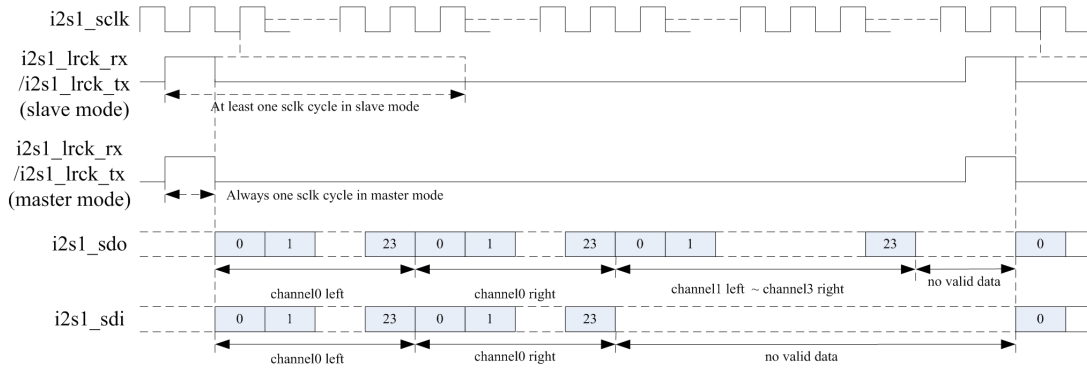 i2s1_sclk
i2s1_lrck_rx
/i2s1_lrck_tx
(slave mode)
At least one sclk cycle in slave mode
i2s1_lrck_rx
/i2s1_lrck_tx
(master mode)
Always one sclk cycle in master mode
i2s1_sdo
0 1 23 0 1 23 0 1 23 0
channel0 left channel0 right channel1 left ~ channel3 right no valid data
i2s1_sdi
0 1 23 0 1 23 0
channel0 left channel0 right no valid data